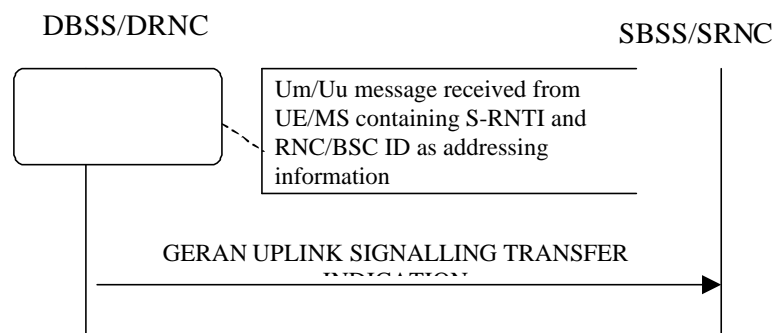 DBSS/DRNC
SBSS/SRNC
Um/Uu message received from
UE/MS containing S-RNTI and
RNC/BSC ID as addressing
information
GERAN UPLINK SIGNALLING TRANSFER
INDICATION